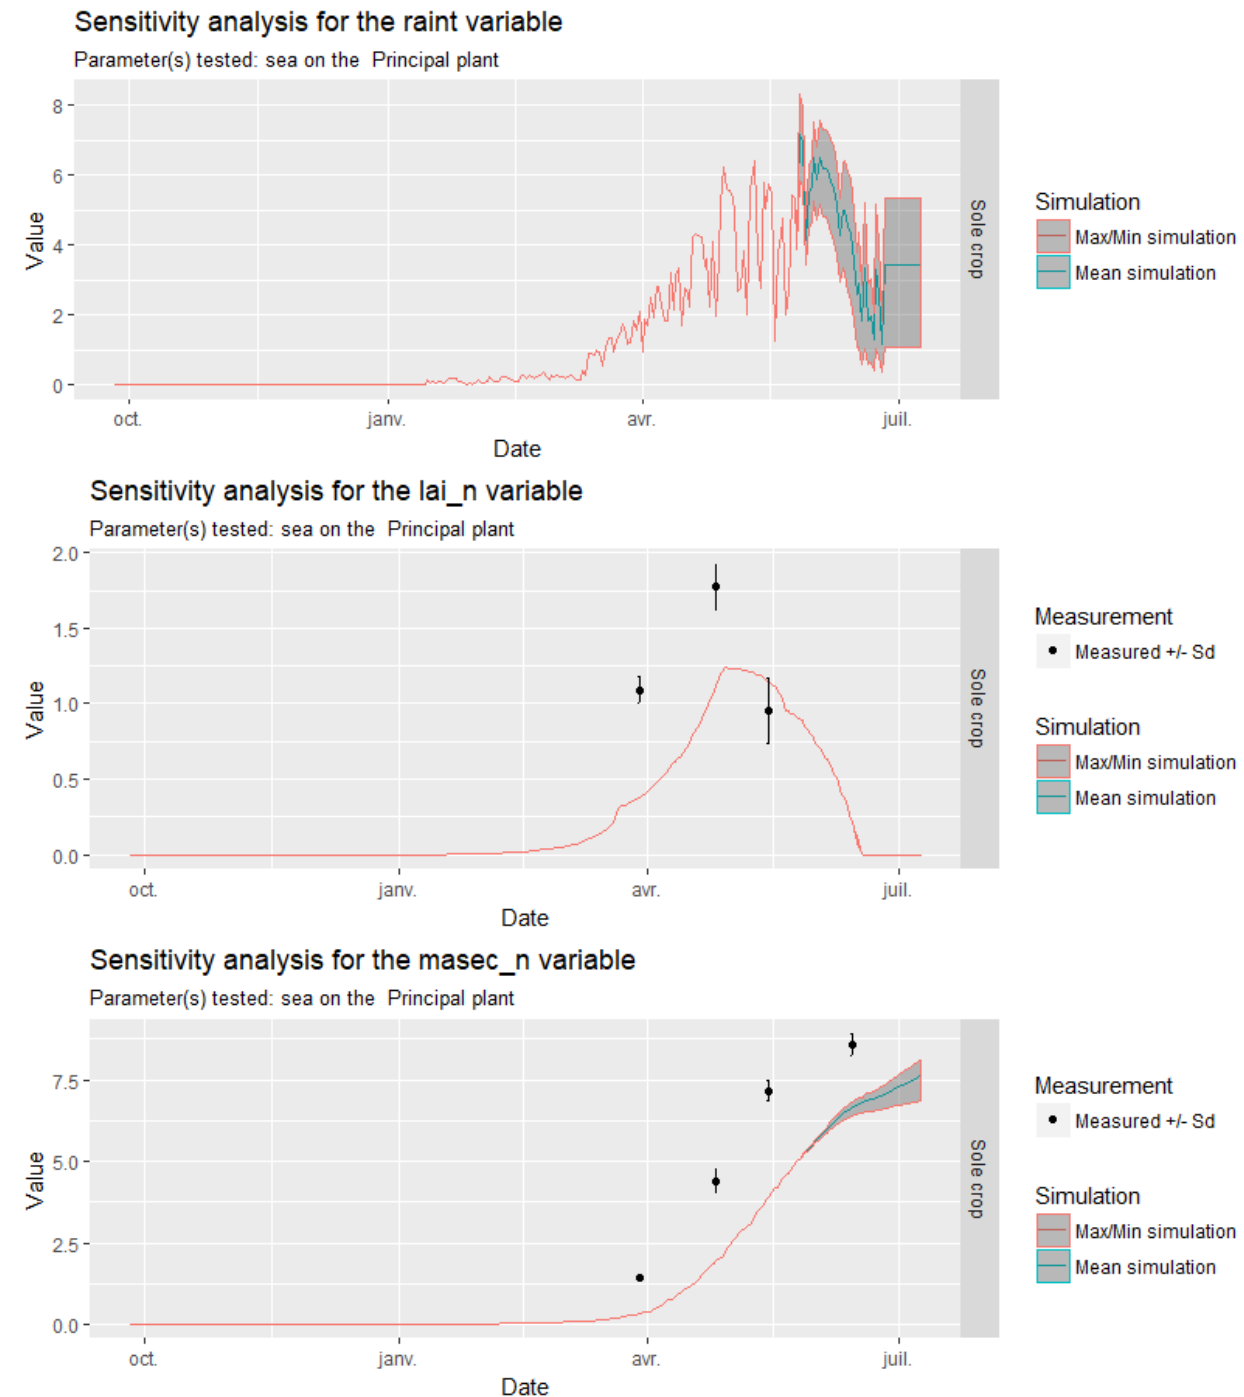 Sensitivity analysis for the raint variable
Parameter(s) tested: sea on the  Principal plant
8
6
4
2
0
Value
oct.
janv.
avr.
juil.
Date
Sole crop
Simulation
Max/Min simulation
Mean simulation
Sensitivity analysis for the lai_n variable
Parameter(s) tested: sea on the  Principal plant
2.0
1.5
1.0
0.5
0.0
Value
oct.
janv.
avr.
juil.
Date
Sole crop
Measurement
Measured +/- Sd
Simulation
Max/Min simulation
Mean simulation
Sensitivity analysis for the masec_n variable
Parameter(s) tested: sea on the  Principal plant
7.5
5.0
2.5
0.0
Value
oct.
janv.
avr.
juil.
Date
Sole crop
Measurement
Measured +/- Sd
Simulation
Max/Min simulation
Mean simulation